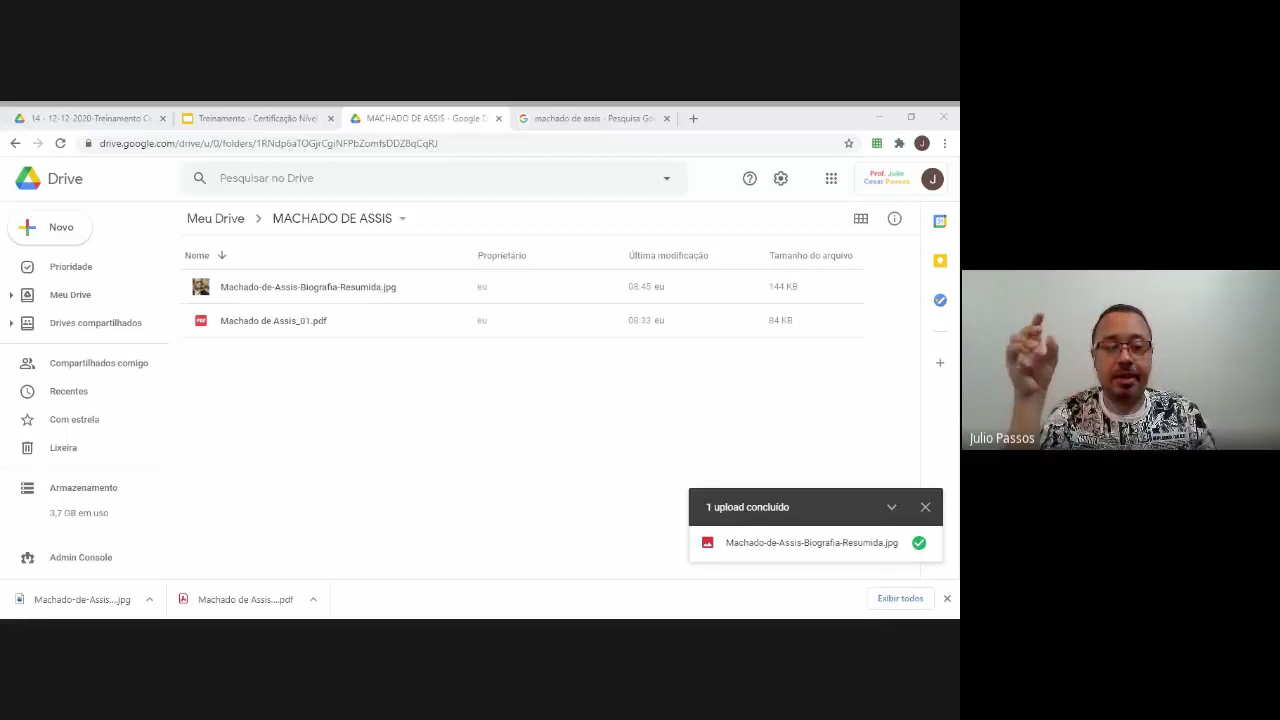 14 - 12-12-2020-Treinamento C
Treinamento - Certificação Nível
MACHADO DE ASSIS - Google D
machado de assis - Pesquisa Go
drive.google.com/drive/u/0/folders/1RNdp6aTOGjrCgiNFPbZomfsDDZ8qCqRJ
J
Drive
Pesquisar no Drive
Prof. Julio
Cesar Passos
J
Novo
Meu Drive
MACHADO DE ASSIS
Nome
Proprietário
Última modificação
Tamanho do arquivo
Machado-de-Assis-Biografia-Resumida.jpg
eu
08:45 eu
144 KB
PDF
Machado de Assis_01.pdf
eu
08:33 eu
84 KB
Prioridade
Meu Drive
Drives compartilhados
Compartilhados comigo
Recentes
Com estrela
Lixeira
Armazenamento
3,7 GB em uso
Admin Console
1 upload concluído
Machado-de-Assis-Biografia-Resumida.jpg
Machado-de-Assis....jpg
Machado de Assis....pdf
Exibir todos
Julio Passos